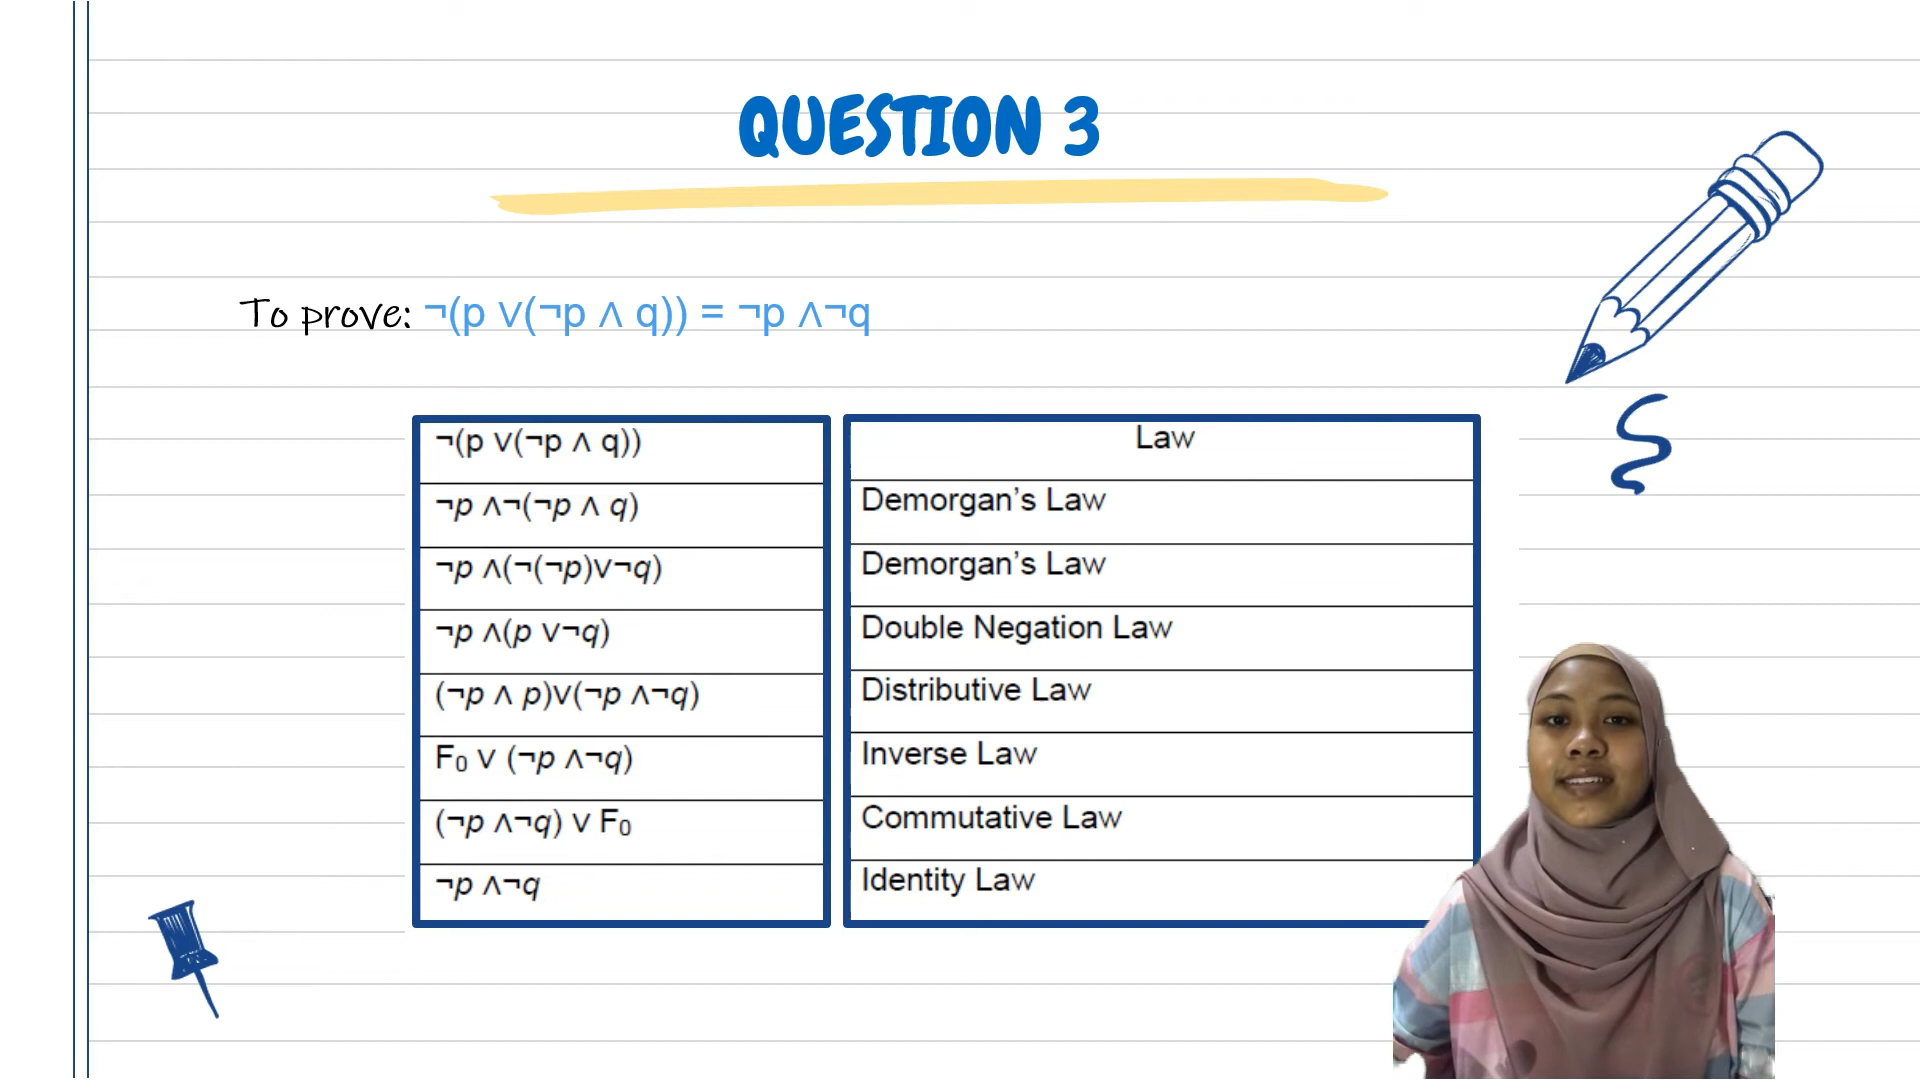 QUESTION 3
To prove: ¬(p ∨(¬p ∧ q)) = ¬p ∧¬q
¬(p ∨(¬p ∧ q)) Law
¬p ∧¬(¬p ∧ q) Demorgan’s Law
¬p ∧(¬(¬p)∨¬q) Demorgan’s Law
¬p ∧(p ∨¬q) Double Negation Law
(¬p ∧ p)∨(¬p ∧¬q) Distributive Law
F₀ ∨ (¬p ∧¬q) Inverse Law
(¬p ∧¬q) ∨ F₀ Commutative Law
¬p ∧¬q Identity Law